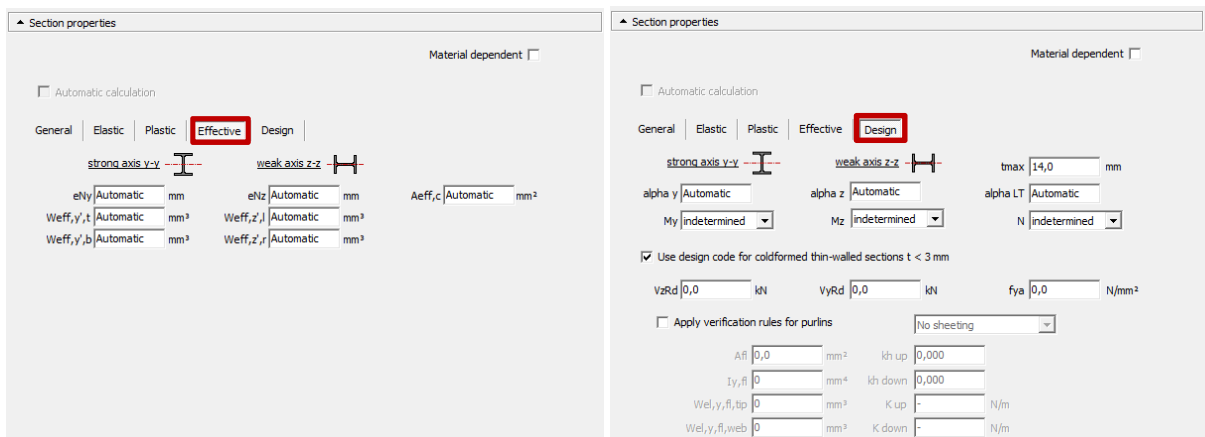 Section properties
Material dependent
Automatic calculation
General Elastic Plastic Effective Design
strong axis y-y weak axis z-z
eNy Automatic mm eNz Automatic mm Aeff,c Automatic mm²
Weff,y',t Automatic mm³ Weff,z',l Automatic mm³
Weff,y',b Automatic mm³ Weff,z',r Automatic mm³
Section properties
Material dependent
Automatic calculation
General Elastic Plastic Effective Design
strong axis y-y weak axis z-z tmax 14,0 mm
alpha y Automatic alpha z Automatic alpha LT Automatic
My indetermined Mz indetermined N indetermined
Use design code for coldformed thin-walled sections t < 3 mm
VzRd 0,0 kN VyRd 0,0 kN fya 0,0 N/mm²
Apply verification rules for purlins No sheeting
Afl 0,0 mm² kh up 0,000
Iy,fl 0 mm⁴ kh down 0,000
Wel,y,fl,tip 0 mm³ K up - N/m
Wel,y,fl,web 0 mm³ K down - N/m